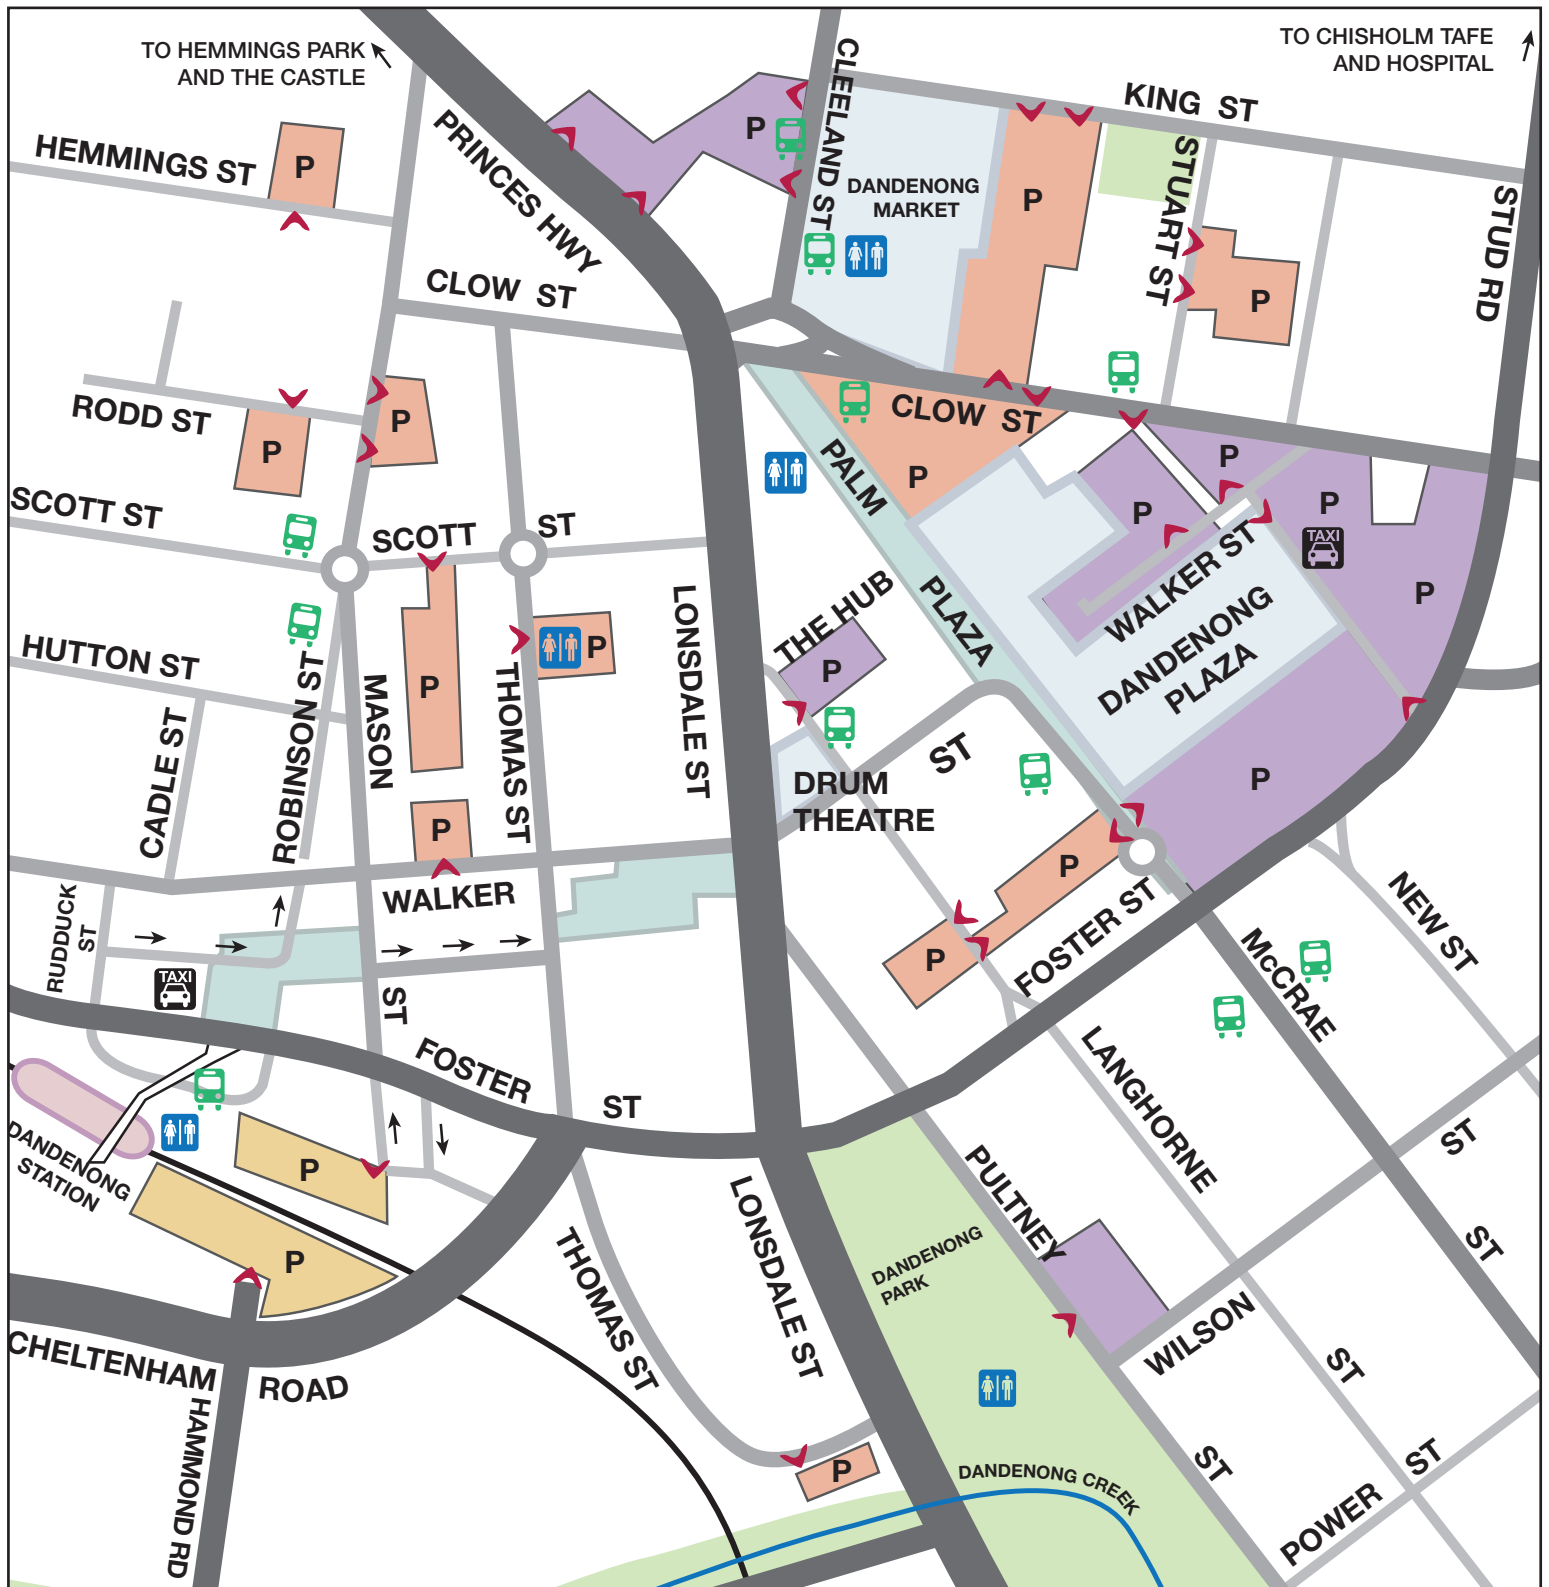 TO HEMMINGS PARK
AND THE CASTLE
TO CHISHOLM TAFE
AND HOSPITAL
KING ST
CLEELAND ST
PRINCES HWY
HEMMINGS ST
P
P
P
DANDENONG
MARKET
STUART ST
STUD RD
P
CLOW ST
RODD ST
P
P
CLOW ST
P
PALM
PLAZA
P
P
P
TAXI
P
WALKER ST
DANDENONG
PLAZA
P
SCOTT ST
SCOTT
ST
HUTTON ST
ROBINSON ST
MASON
ST
P
P
THOMAS ST
P
LONSDALE ST
THE HUB
P
DRUM
THEATRE
ST
CADLE ST
WALKER
RUDDUCK
ST
TAXI
P
P
FOSTER ST
McCRAE
ST
NEW ST
FOSTER
ST
LANGHORNE
ST
DANDENONG
STATION
P
P
CHELTENHAM
ROAD
HAMMOND RD
THOMAS ST
LONSDALE ST
DANDENONG
PARK
PULTNEY
ST
WILSON
ST
P
DANDENONG CREEK
POWER
ST